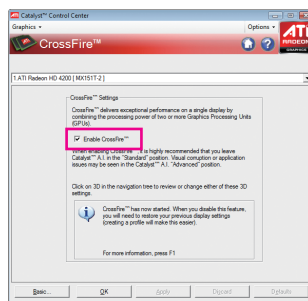 Catalyst™ Control Center
Graphics
Options
ATI
RADEON
CrossFire™
1.ATI Radeon HD 4200 [ MX151T-2 ]
CrossFire™ Settings
CrossFire™ delivers exceptional performance on a single display by
combining the processing power of two or more Graphics Processing Units
(GPUs).
Enable CrossFire™
When enabling CrossFire™, it is highly recommended that you leave
Catalyst™ A.I. in the "Standard" position. Visual corruption or application
issues may be seen in the Catalyst™ A.I. "Advanced" position.
Click on 3D in the navigation tree to review or change either of these 3D
settings.
CrossFire™ has now started. When you disable this feature,
you will need to restore your previous display settings
(creating a profile will make this easier).
For more information, press F1
Basic...
OK
Apply
Discard
Defaults